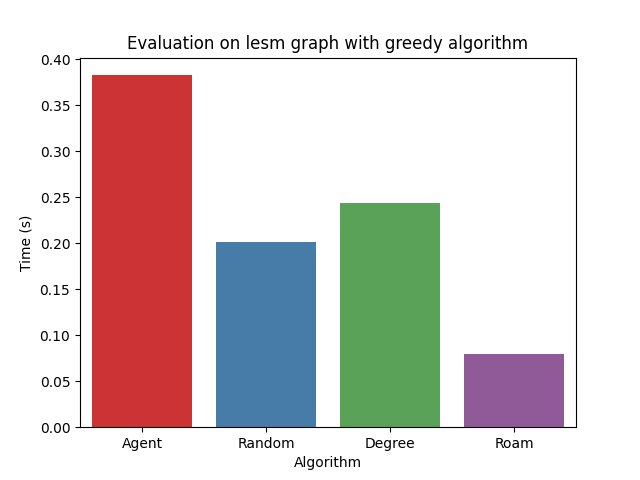 Evaluation on lesm graph with greedy algorithm
Time (s)
0.40
0.35
0.30
0.25
0.20
0.15
0.10
0.05
0.00
Agent Random Degree Roam
Algorithm